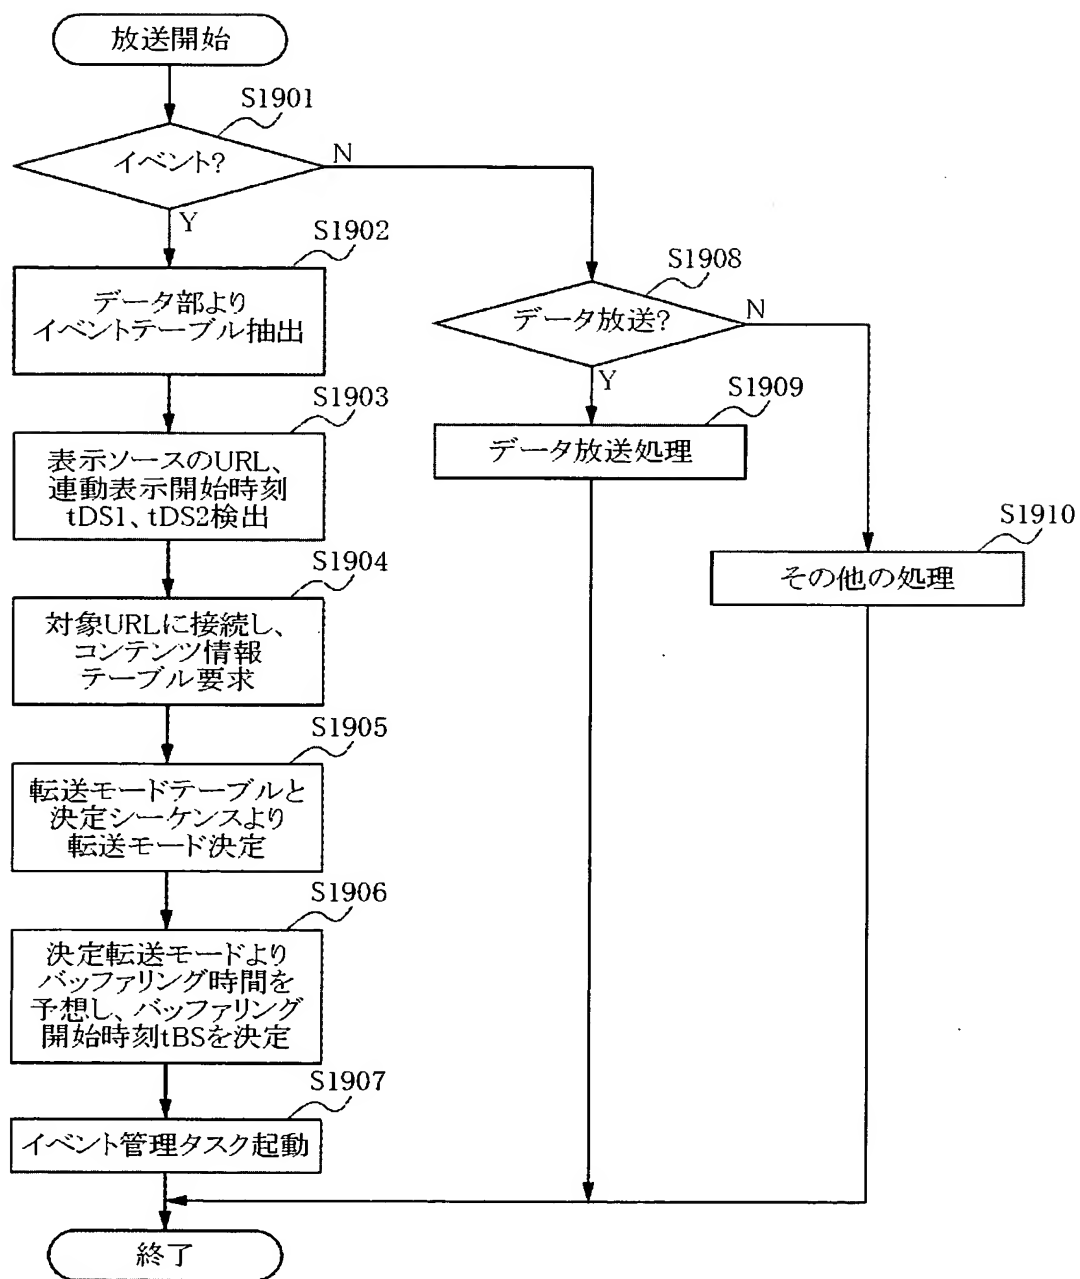 放送開始
S1901
イベント?
N
Y
S1902
データ部より
イベントテーブル抽出
S1903
表示ソースのURL、
連動表示開始時刻
tDS1、tDS2検出
S1904
対象URLに接続し、
コンテンツ情報
テーブル要求
S1905
転送モードテーブルと
決定シーケンスより
転送モード決定
S1906
決定転送モードより
バッファリング時間を
予想し、バッファリング
開始時刻tBSを決定
S1907
イベント管理タスク起動
終了
S1908
データ放送?
N
Y
S1909
データ放送処理
S1910
その他の処理